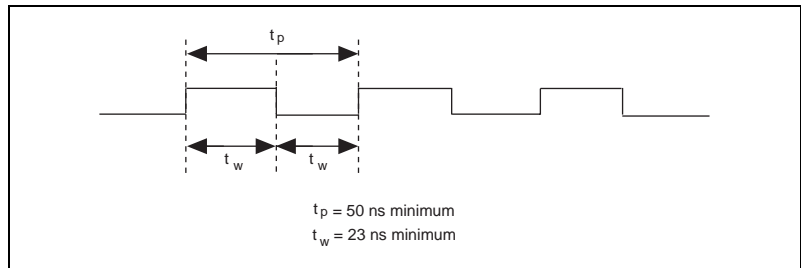 tp
tw tw
tp = 50 ns minimum
tw = 23 ns minimum